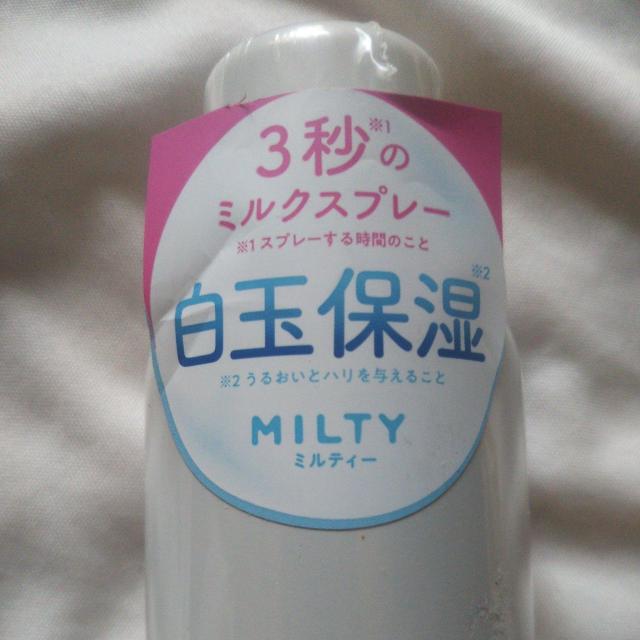 3秒※1の
ミルクスプレー
※1スプレーする時間のこと
白玉保湿※2
※2うるおいとハリを与えること
MILTY
ミルティー